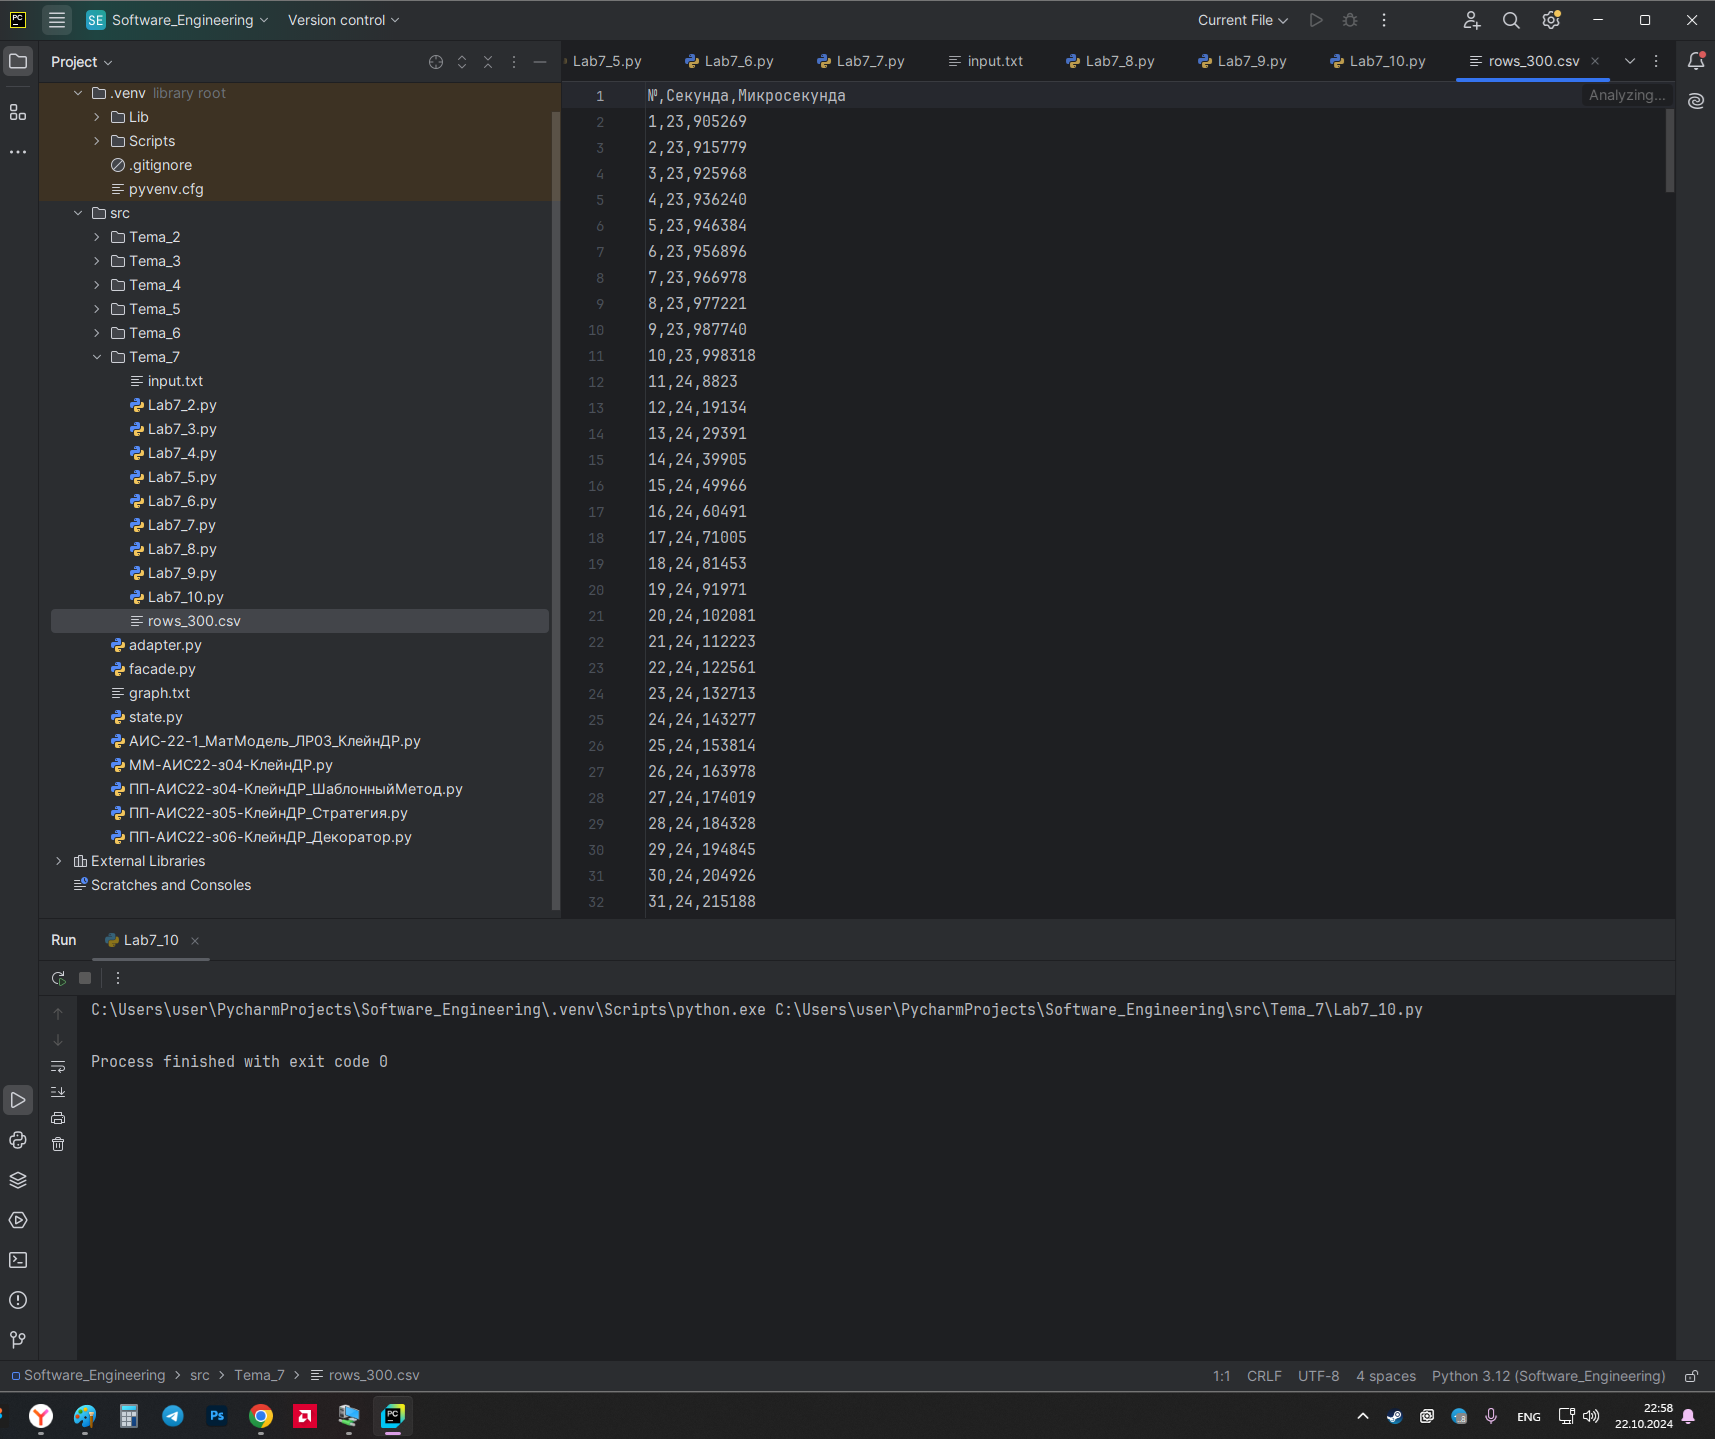 PC
SE Software_Engineering Version control Current File
Project
Lab7_5.py Lab7_6.py Lab7_7.py input.txt Lab7_8.py Lab7_9.py Lab7_10.py rows_300.csv
.venv library root
Lib
Scripts
.gitignore
pyvenv.cfg
src
Tema_2
Tema_3
Tema_4
Tema_5
Tema_6
Tema_7
input.txt
Lab7_2.py
Lab7_3.py
Lab7_4.py
Lab7_5.py
Lab7_6.py
Lab7_7.py
Lab7_8.py
Lab7_9.py
Lab7_10.py
rows_300.csv
adapter.py
facade.py
graph.txt
state.py
АИС-22-1_МатМодель_ЛР03_КлейнДР.py
ММ-АИС22-з04-КлейнДР.py
ПП-АИС22-з04-КлейнДР_ШаблонныйМетод.py
ПП-АИС22-з05-КлейнДР_Стратегия.py
ПП-АИС22-з06-КлейнДР_Декоратор.py
External Libraries
Scratches and Consoles
1 №,Секунда,Микросекунда Analyzing...
2 1,23,905269
3 2,23,915779
4 3,23,925968
5 4,23,936240
6 5,23,946384
7 6,23,956896
8 7,23,966978
9 8,23,977221
10 9,23,987740
11 10,23,998318
12 11,24,8823
13 12,24,19134
14 13,24,29391
15 14,24,39905
16 15,24,49966
17 16,24,60491
18 17,24,71005
19 18,24,81453
20 19,24,91971
21 20,24,102081
22 21,24,112223
23 22,24,122561
24 23,24,132713
25 24,24,143277
26 25,24,153814
27 26,24,163978
28 27,24,174019
29 28,24,184328
30 29,24,194845
31 30,24,204926
32 31,24,215188
Run Lab7_10
C:\Users\user\PycharmProjects\Software_Engineering\.venv\Scripts\python.exe C:\Users\user\PycharmProjects\Software_Engineering\src\Tema_7\Lab7_10.py
Process finished with exit code 0
Software_Engineering src Tema_7 rows_300.csv 1:1 CRLF UTF-8 4 spaces Python 3.12 (Software_Engineering)
Y Ps PC ENG 22:58
22.10.2024